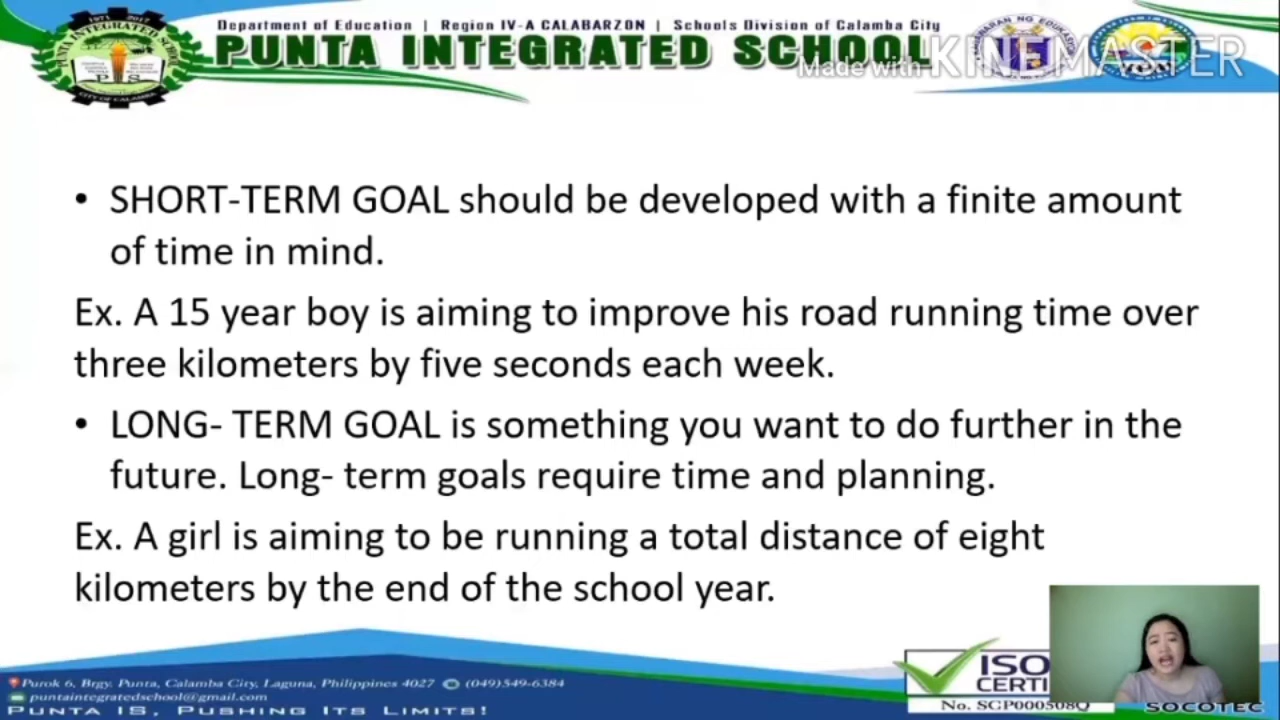 Department of Education | Region IV-A CALABARZON | Schools Division of Calamba City
PUNTA INTEGRATED SCHOOL
Made with KINEMASTER
• SHORT-TERM GOAL should be developed with a finite amount
of time in mind.
Ex. A 15 year boy is aiming to improve his road running time over
three kilometers by five seconds each week.
• LONG- TERM GOAL is something you want to do further in the
future. Long- term goals require time and planning.
Ex. A girl is aiming to be running a total distance of eight
kilometers by the end of the school year.
Purok 6, Brgy. Punta, Calamba City, Laguna, Philippines 4027 (049)549-6384
puntaintegratedschool@gmail.com
PUNTA IS, PUSHING ITS LIMITS!
ISO
CERTI
No. SCP000508Q
SOCOTEC